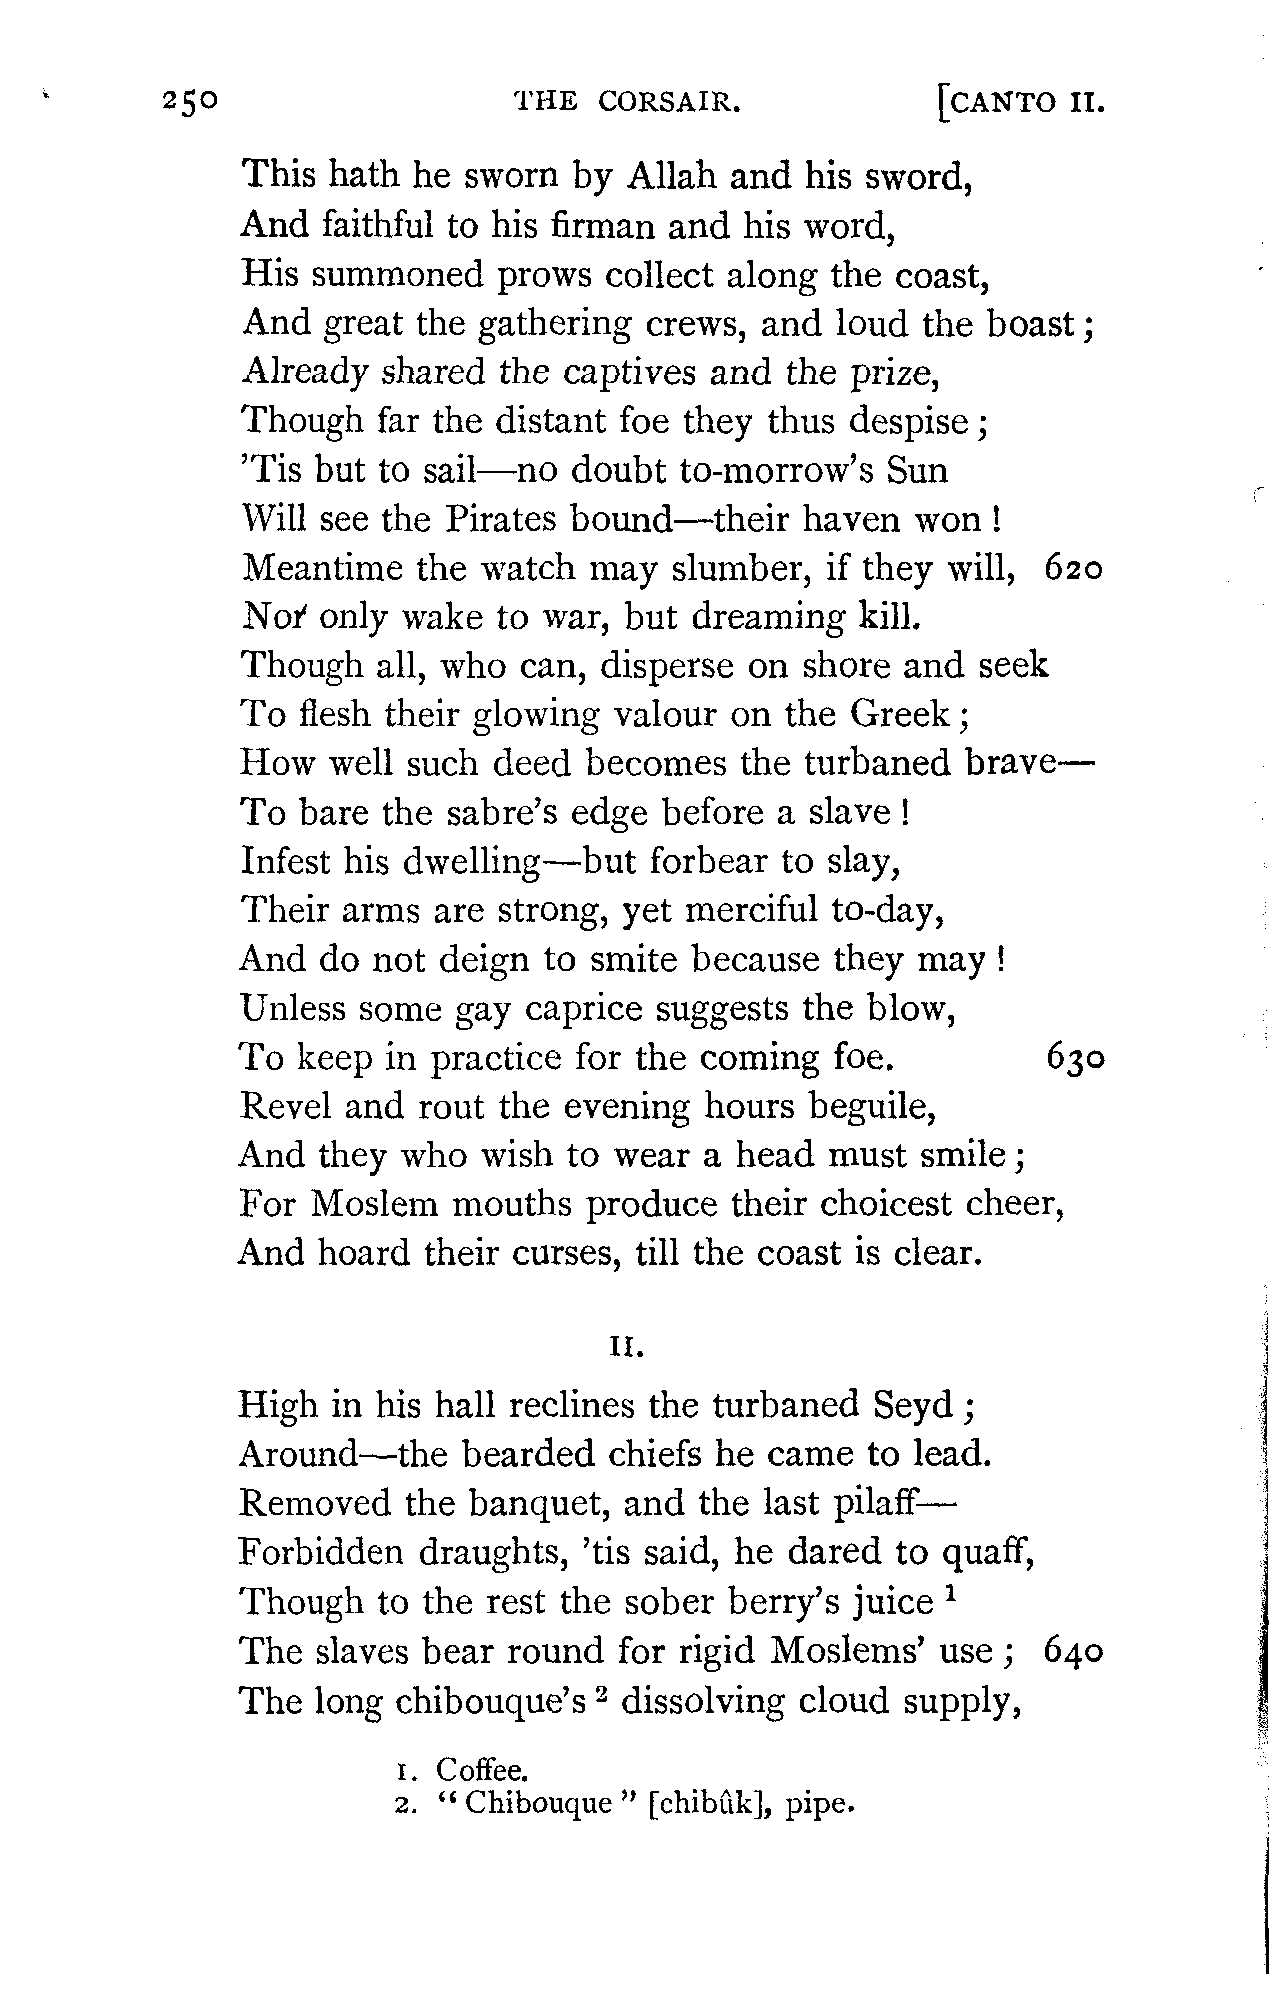 250 THE CORSAIR. [CANTO II.
This hath he sworn by Allah and his sword,
And faithful to his firman and his word,
His summoned prows collect along the coast,
And great the gathering crews, and loud the boast;
Already shared the captives and the prize,
Though far the distant foe they thus despise;
'Tis but to sail—no doubt to-morrow's Sun
Will see the Pirates bound—their haven won!
Meantime the watch may slumber, if they will, 620
Nor only wake to war, but dreaming kill.
Though all, who can, disperse on shore and seek
To flesh their glowing valour on the Greek;
How well such deed becomes the turbaned brave—
To bare the sabre's edge before a slave!
Infest his dwelling—but forbear to slay,
Their arms are strong, yet merciful to-day,
And do not deign to smite because they may!
Unless some gay caprice suggests the blow,
To keep in practice for the coming foe. 630
Revel and rout the evening hours beguile,
And they who wish to wear a head must smile;
For Moslem mouths produce their choicest cheer,
And hoard their curses, till the coast is clear.
II.
High in his hall reclines the turbaned Seyd;
Around—the bearded chiefs he came to lead.
Removed the banquet, and the last pilaff—
Forbidden draughts, 'tis said, he dared to quaff,
Though to the rest the sober berry's juice 1
The slaves bear round for rigid Moslems' use; 640
The long chibouque's 2 dissolving cloud supply,
1. Coffee.
2. "Chibouque" [chibûk], pipe.